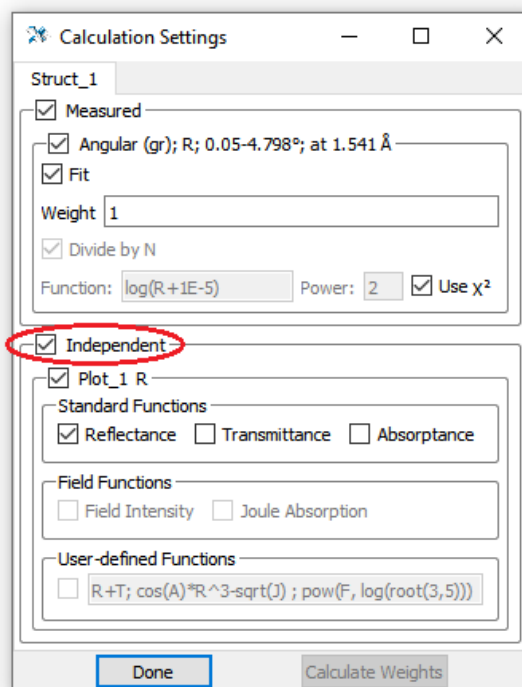 Calculation Settings
Struct_1
Measured
Angular (gr); R; 0.05-4.798°; at 1.541 Å
Fit
Weight 1
Divide by N
Function: log(R+1E-5) Power: 2 Use χ²
Independent
Plot_1 R
Standard Functions
Reflectance Transmittance Absorptance
Field Functions
Field Intensity Joule Absorption
User-defined Functions
R+T; cos(A)*R^3-sqrt(J) ; pow(F, log(root(3,5)))
Done Calculate Weights